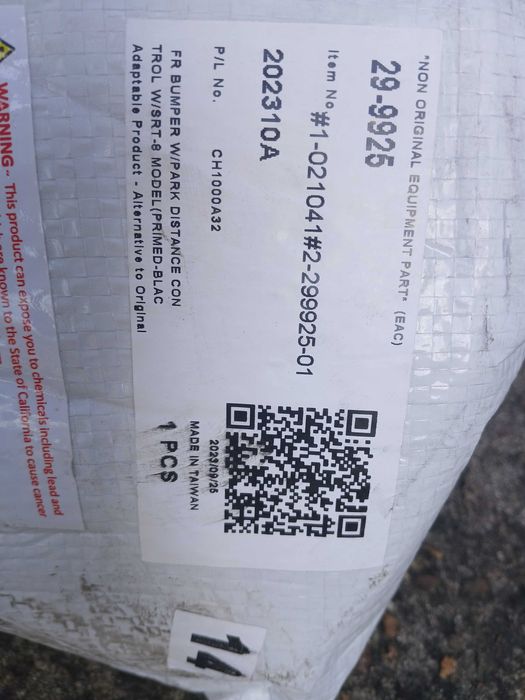 *NON ORIGINAL EQUIPMENT PART* (EAC)
29-9925
Item No#1-021041#2-299925-01
202310A
P/L No. CH1000A32
FR BUMPER W/PARK DISTANCE CON
TROL W/SRT-8 MODEL(PRIMED-BLAC
Adaptable Product - Alternative to Original
2023/09/25
MADE IN TAIWAN
1 PCS
WARNING - This product can expose you to chemicals including lead and
are known to the State of California to cause cancer
14